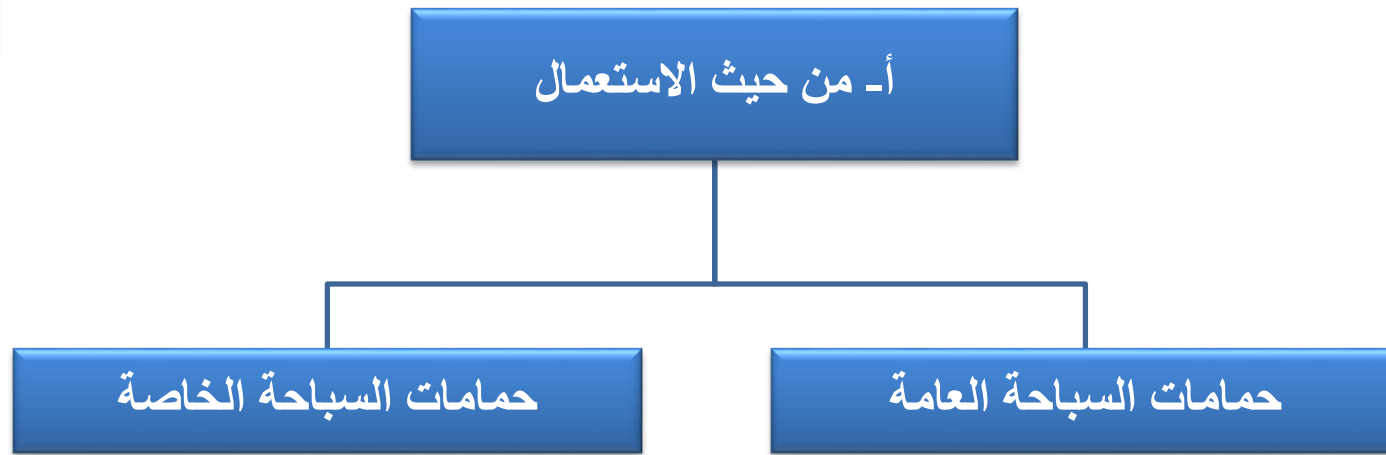 أ- من حيث الاستعمال
حمامات السباحة العامة
حمامات السباحة الخاصة